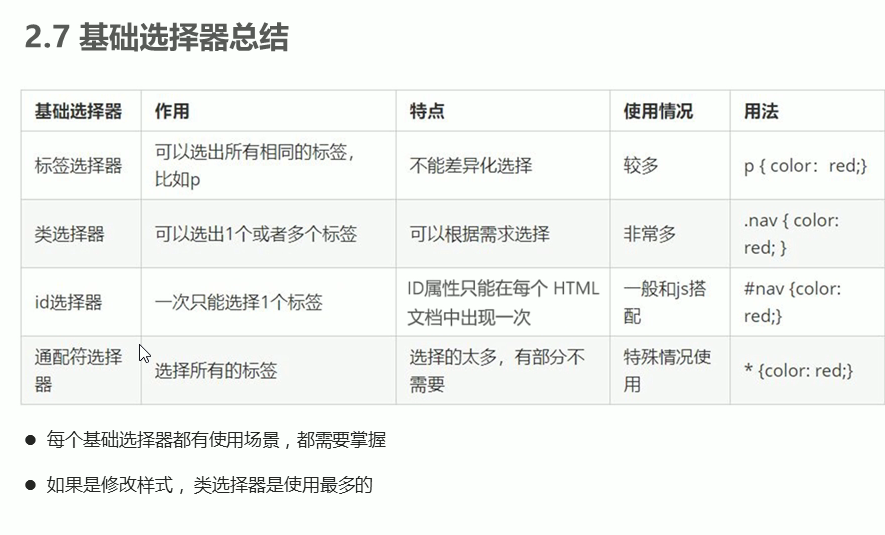 2.7 基础选择器总结
基础选择器 作用 特点 使用情况 用法
标签选择器 可以选出所有相同的标签，比如p 不能差异化选择 较多 p { color：red;}
类选择器 可以选出1个或者多个标签 可以根据需求选择 非常多 .nav { color: red; }
id选择器 一次只能选择1个标签 ID属性只能在每个 HTML 文档中出现一次 一般和js搭配 #nav {color: red;}
通配符选择器 选择所有的标签 选择的太多，有部分不需要 特殊情况使用 * {color: red;}
● 每个基础选择器都有使用场景，都需要掌握
● 如果是修改样式，类选择器是使用最多的